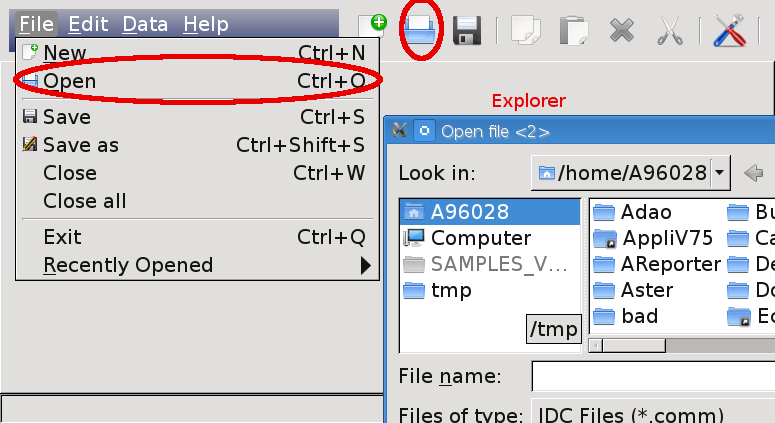 File Edit Data Help
New Ctrl+N
Open Ctrl+O
Save Ctrl+S
Save as Ctrl+Shift+S
Close Ctrl+W
Close all
Exit Ctrl+Q
Recently Opened
Explorer
Open file <2>
Look in: /home/A96028
A96028
Computer
SAMPLES_V...
tmp
/tmp
Adao
AppliV75
AReporter
Aster
bad
Bu
Ca
De
Do
Ec
File name:
Files of type: IDC Files (*.comm)